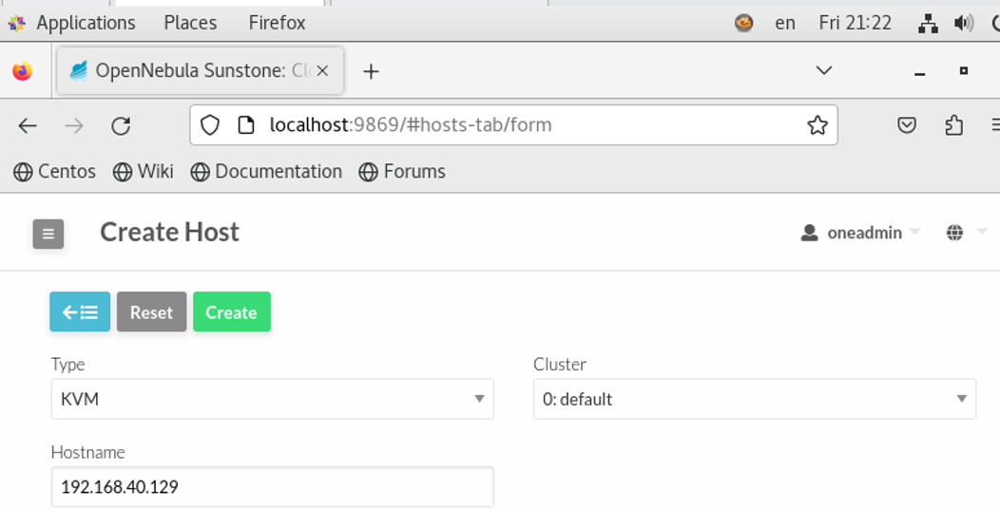 Applications Places Firefox en Fri 21:22
OpenNebula Sunstone: Clo
localhost:9869/#hosts-tab/form
Centos Wiki Documentation Forums
Create Host oneadmin
Reset Create
Type Cluster
KVM 0: default
Hostname
192.168.40.129